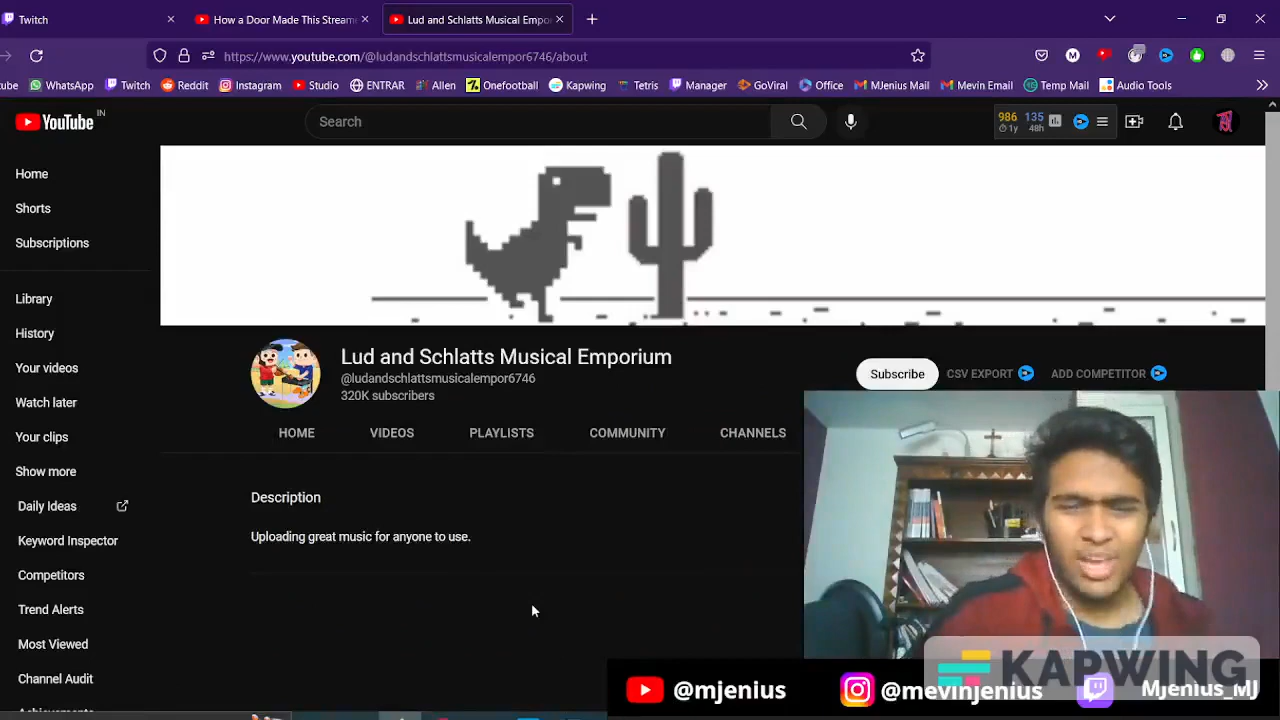 Twitch
How a Door Made This Streame
Lud and Schlatts Musical Empor
https://www.youtube.com/@ludandschlattsmusicalempor6746/about
ube
WhatsApp
Twitch
Reddit
Instagram
Studio
ENTRAR
Allen
Onefootball
Kapwing
Tetris
Manager
GoViral
Office
MJenius Mail
Mevin Email
Temp Mail
Audio Tools
YouTube IN
Search
986 135
1y 48h
Home
Shorts
Subscriptions
Library
History
Your videos
Watch later
Your clips
Show more
Daily Ideas
Keyword Inspector
Competitors
Trend Alerts
Most Viewed
Channel Audit
Lud and Schlatts Musical Emporium
@ludandschlattsmusicalempor6746
320K subscribers
Subscribe
CSV EXPORT
ADD COMPETITOR
HOME
VIDEOS
PLAYLISTS
COMMUNITY
CHANNELS
Description
Uploading great music for anyone to use.
KAPWING
@mjenius
@mevinjenius
Mjenius_MJ